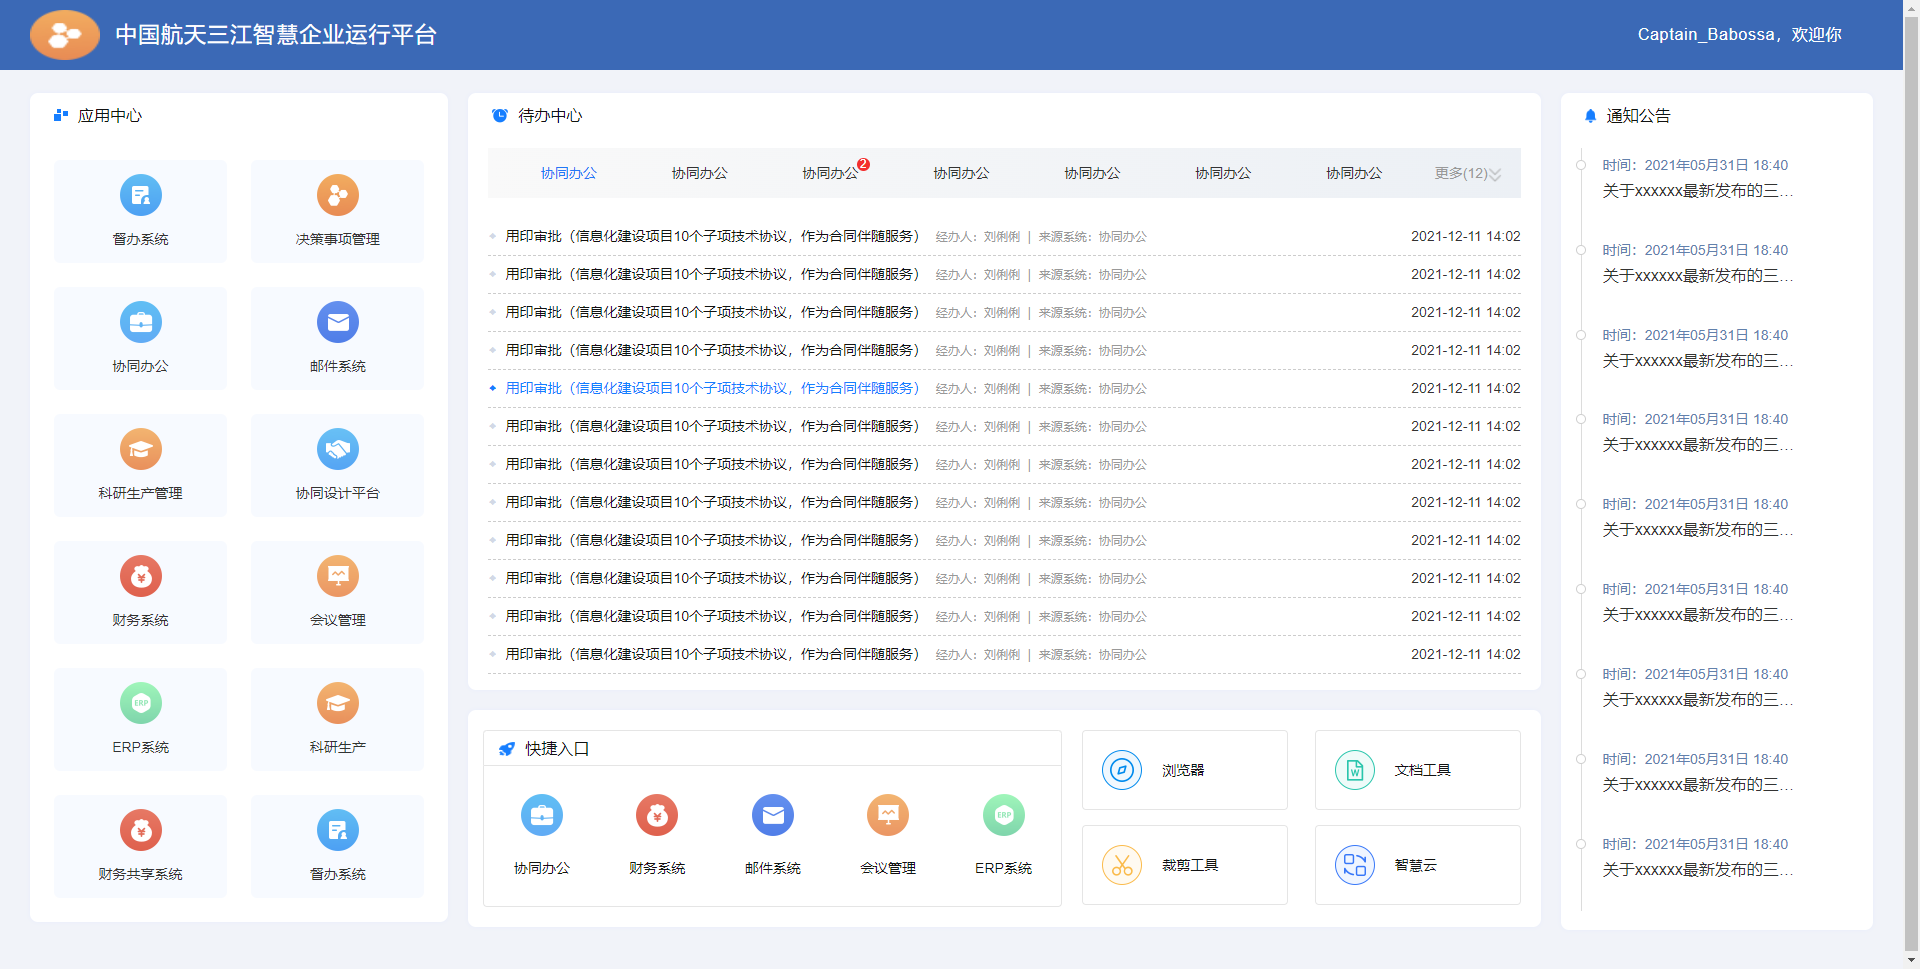 中国航天三江智慧企业运行平台
Captain_Babossa，欢迎你
应用中心
督办系统
决策事项管理
协同办公
邮件系统
科研生产管理
协同设计平台
财务系统
会议管理
ERP
ERP系统
科研生产
财务共享系统
督办系统
待办中心
协同办公 协同办公 协同办公 2 协同办公 协同办公 协同办公 协同办公 更多(12)
用印审批（信息化建设项目10个子项技术协议，作为合同伴随服务） 经办人：刘俐俐 | 来源系统：协同办公 2021-12-11 14:02
用印审批（信息化建设项目10个子项技术协议，作为合同伴随服务） 经办人：刘俐俐 | 来源系统：协同办公 2021-12-11 14:02
用印审批（信息化建设项目10个子项技术协议，作为合同伴随服务） 经办人：刘俐俐 | 来源系统：协同办公 2021-12-11 14:02
用印审批（信息化建设项目10个子项技术协议，作为合同伴随服务） 经办人：刘俐俐 | 来源系统：协同办公 2021-12-11 14:02
用印审批（信息化建设项目10个子项技术协议，作为合同伴随服务） 经办人：刘俐俐 | 来源系统：协同办公 2021-12-11 14:02
用印审批（信息化建设项目10个子项技术协议，作为合同伴随服务） 经办人：刘俐俐 | 来源系统：协同办公 2021-12-11 14:02
用印审批（信息化建设项目10个子项技术协议，作为合同伴随服务） 经办人：刘俐俐 | 来源系统：协同办公 2021-12-11 14:02
用印审批（信息化建设项目10个子项技术协议，作为合同伴随服务） 经办人：刘俐俐 | 来源系统：协同办公 2021-12-11 14:02
用印审批（信息化建设项目10个子项技术协议，作为合同伴随服务） 经办人：刘俐俐 | 来源系统：协同办公 2021-12-11 14:02
用印审批（信息化建设项目10个子项技术协议，作为合同伴随服务） 经办人：刘俐俐 | 来源系统：协同办公 2021-12-11 14:02
用印审批（信息化建设项目10个子项技术协议，作为合同伴随服务） 经办人：刘俐俐 | 来源系统：协同办公 2021-12-11 14:02
用印审批（信息化建设项目10个子项技术协议，作为合同伴随服务） 经办人：刘俐俐 | 来源系统：协同办公 2021-12-11 14:02
快捷入口
ERP
协同办公 财务系统 邮件系统 会议管理 ERP系统
浏览器
W
文档工具
裁剪工具
智慧云
通知公告
时间：2021年05月31日 18:40
关于xxxxxx最新发布的三...
时间：2021年05月31日 18:40
关于xxxxxx最新发布的三...
时间：2021年05月31日 18:40
关于xxxxxx最新发布的三...
时间：2021年05月31日 18:40
关于xxxxxx最新发布的三...
时间：2021年05月31日 18:40
关于xxxxxx最新发布的三...
时间：2021年05月31日 18:40
关于xxxxxx最新发布的三...
时间：2021年05月31日 18:40
关于xxxxxx最新发布的三...
时间：2021年05月31日 18:40
关于xxxxxx最新发布的三...
时间：2021年05月31日 18:40
关于xxxxxx最新发布的三...